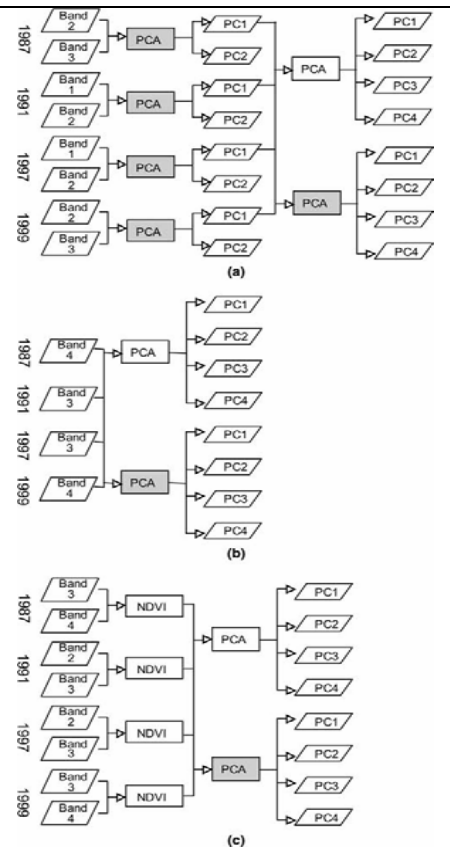 1987
Band
2
Band
3
PCA
PC1
PC2
1991
Band
1
Band
2
PCA
PC1
PC2
1997
Band
1
Band
2
PCA
PC1
PC2
1999
Band
2
Band
3
PCA
PC1
PC2
PCA
PC1
PC2
PC3
PC4
PCA
PC1
PC2
PC3
PC4
(a)
1987
Band
4
1991
Band
3
1997
Band
3
1999
Band
4
PCA
PC1
PC2
PC3
PC4
PCA
PC1
PC2
PC3
PC4
(b)
1987
Band
3
Band
4
NDVI
1991
Band
2
Band
3
NDVI
1997
Band
2
Band
3
NDVI
1999
Band
3
Band
4
NDVI
PCA
PC1
PC2
PC3
PC4
PCA
PC1
PC2
PC3
PC4
(c)